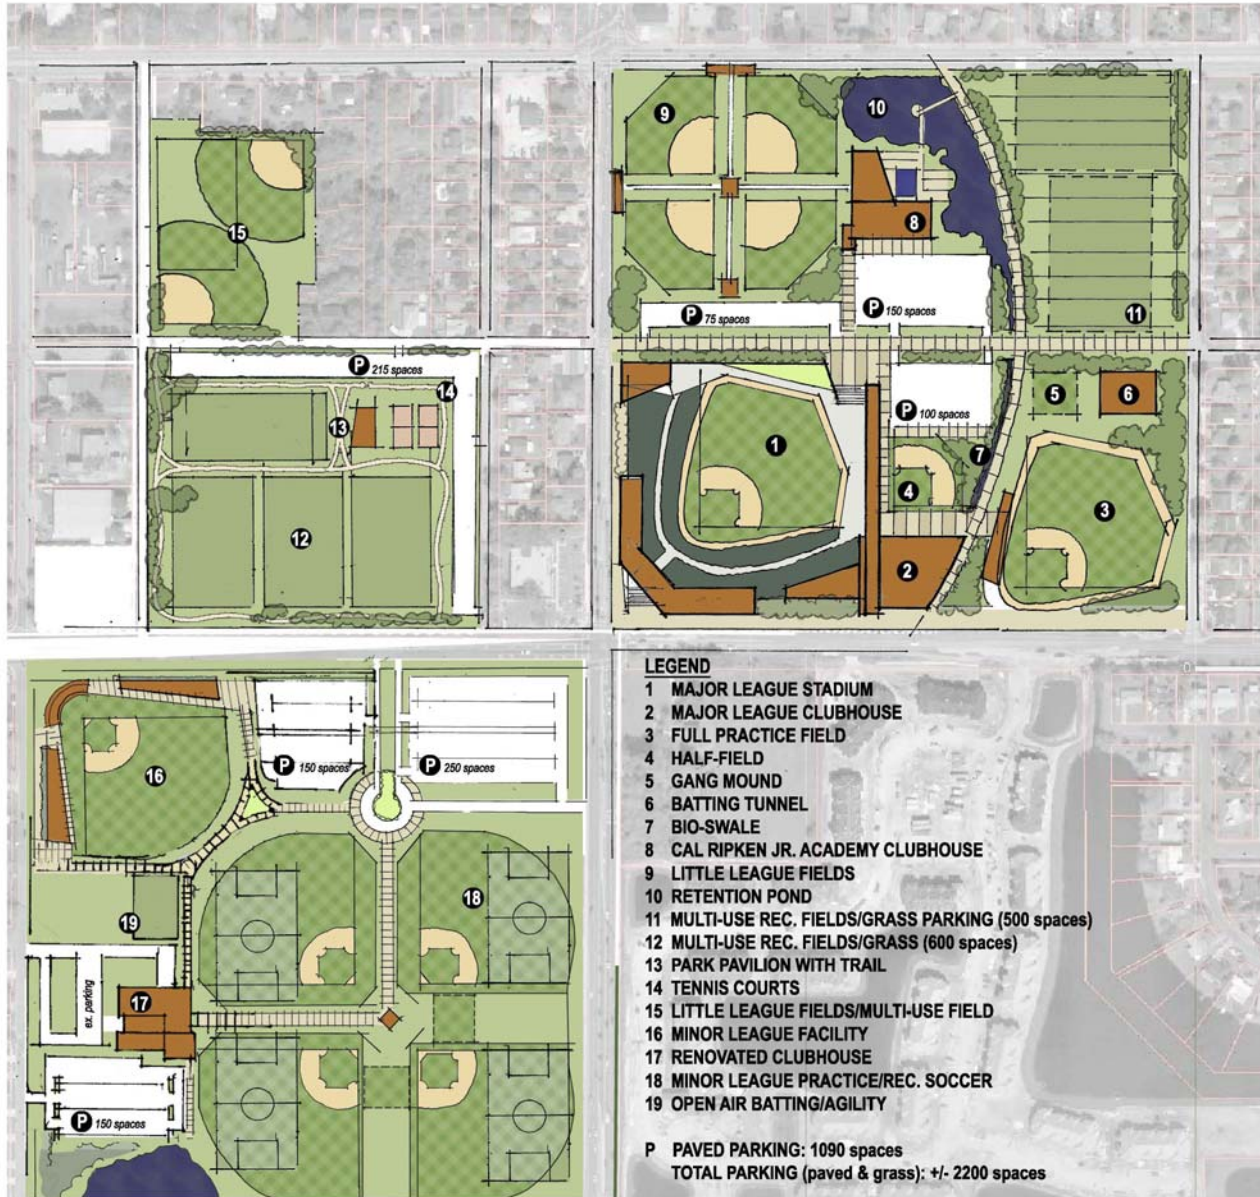 9
10
8
15
P 75 spaces
P 150 spaces
11
P 215 spaces
14
13
12
1
P 100 spaces
5
6
7
4
3
2
16
P 150 spaces
P 250 spaces
18
19
17
ex. parking
P 150 spaces
LEGEND
1 MAJOR LEAGUE STADIUM
2 MAJOR LEAGUE CLUBHOUSE
3 FULL PRACTICE FIELD
4 HALF-FIELD
5 GANG MOUND
6 BATTING TUNNEL
7 BIO-SWALE
8 CAL RIPKEN JR. ACADEMY CLUBHOUSE
9 LITTLE LEAGUE FIELDS
10 RETENTION POND
11 MULTI-USE REC. FIELDS/GRASS PARKING (500 spaces)
12 MULTI-USE REC. FIELDS/GRASS (600 spaces)
13 PARK PAVILION WITH TRAIL
14 TENNIS COURTS
15 LITTLE LEAGUE FIELDS/MULTI-USE FIELD
16 MINOR LEAGUE FACILITY
17 RENOVATED CLUBHOUSE
18 MINOR LEAGUE PRACTICE/REC. SOCCER
19 OPEN AIR BATTING/AGILITY
P PAVED PARKING: 1090 spaces
TOTAL PARKING (paved & grass): +/- 2200 spaces